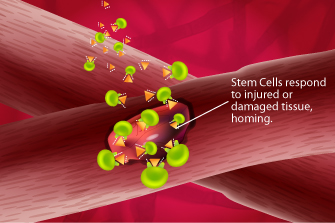 Stem Cells respond
to injured or
damaged tissue,
homing.